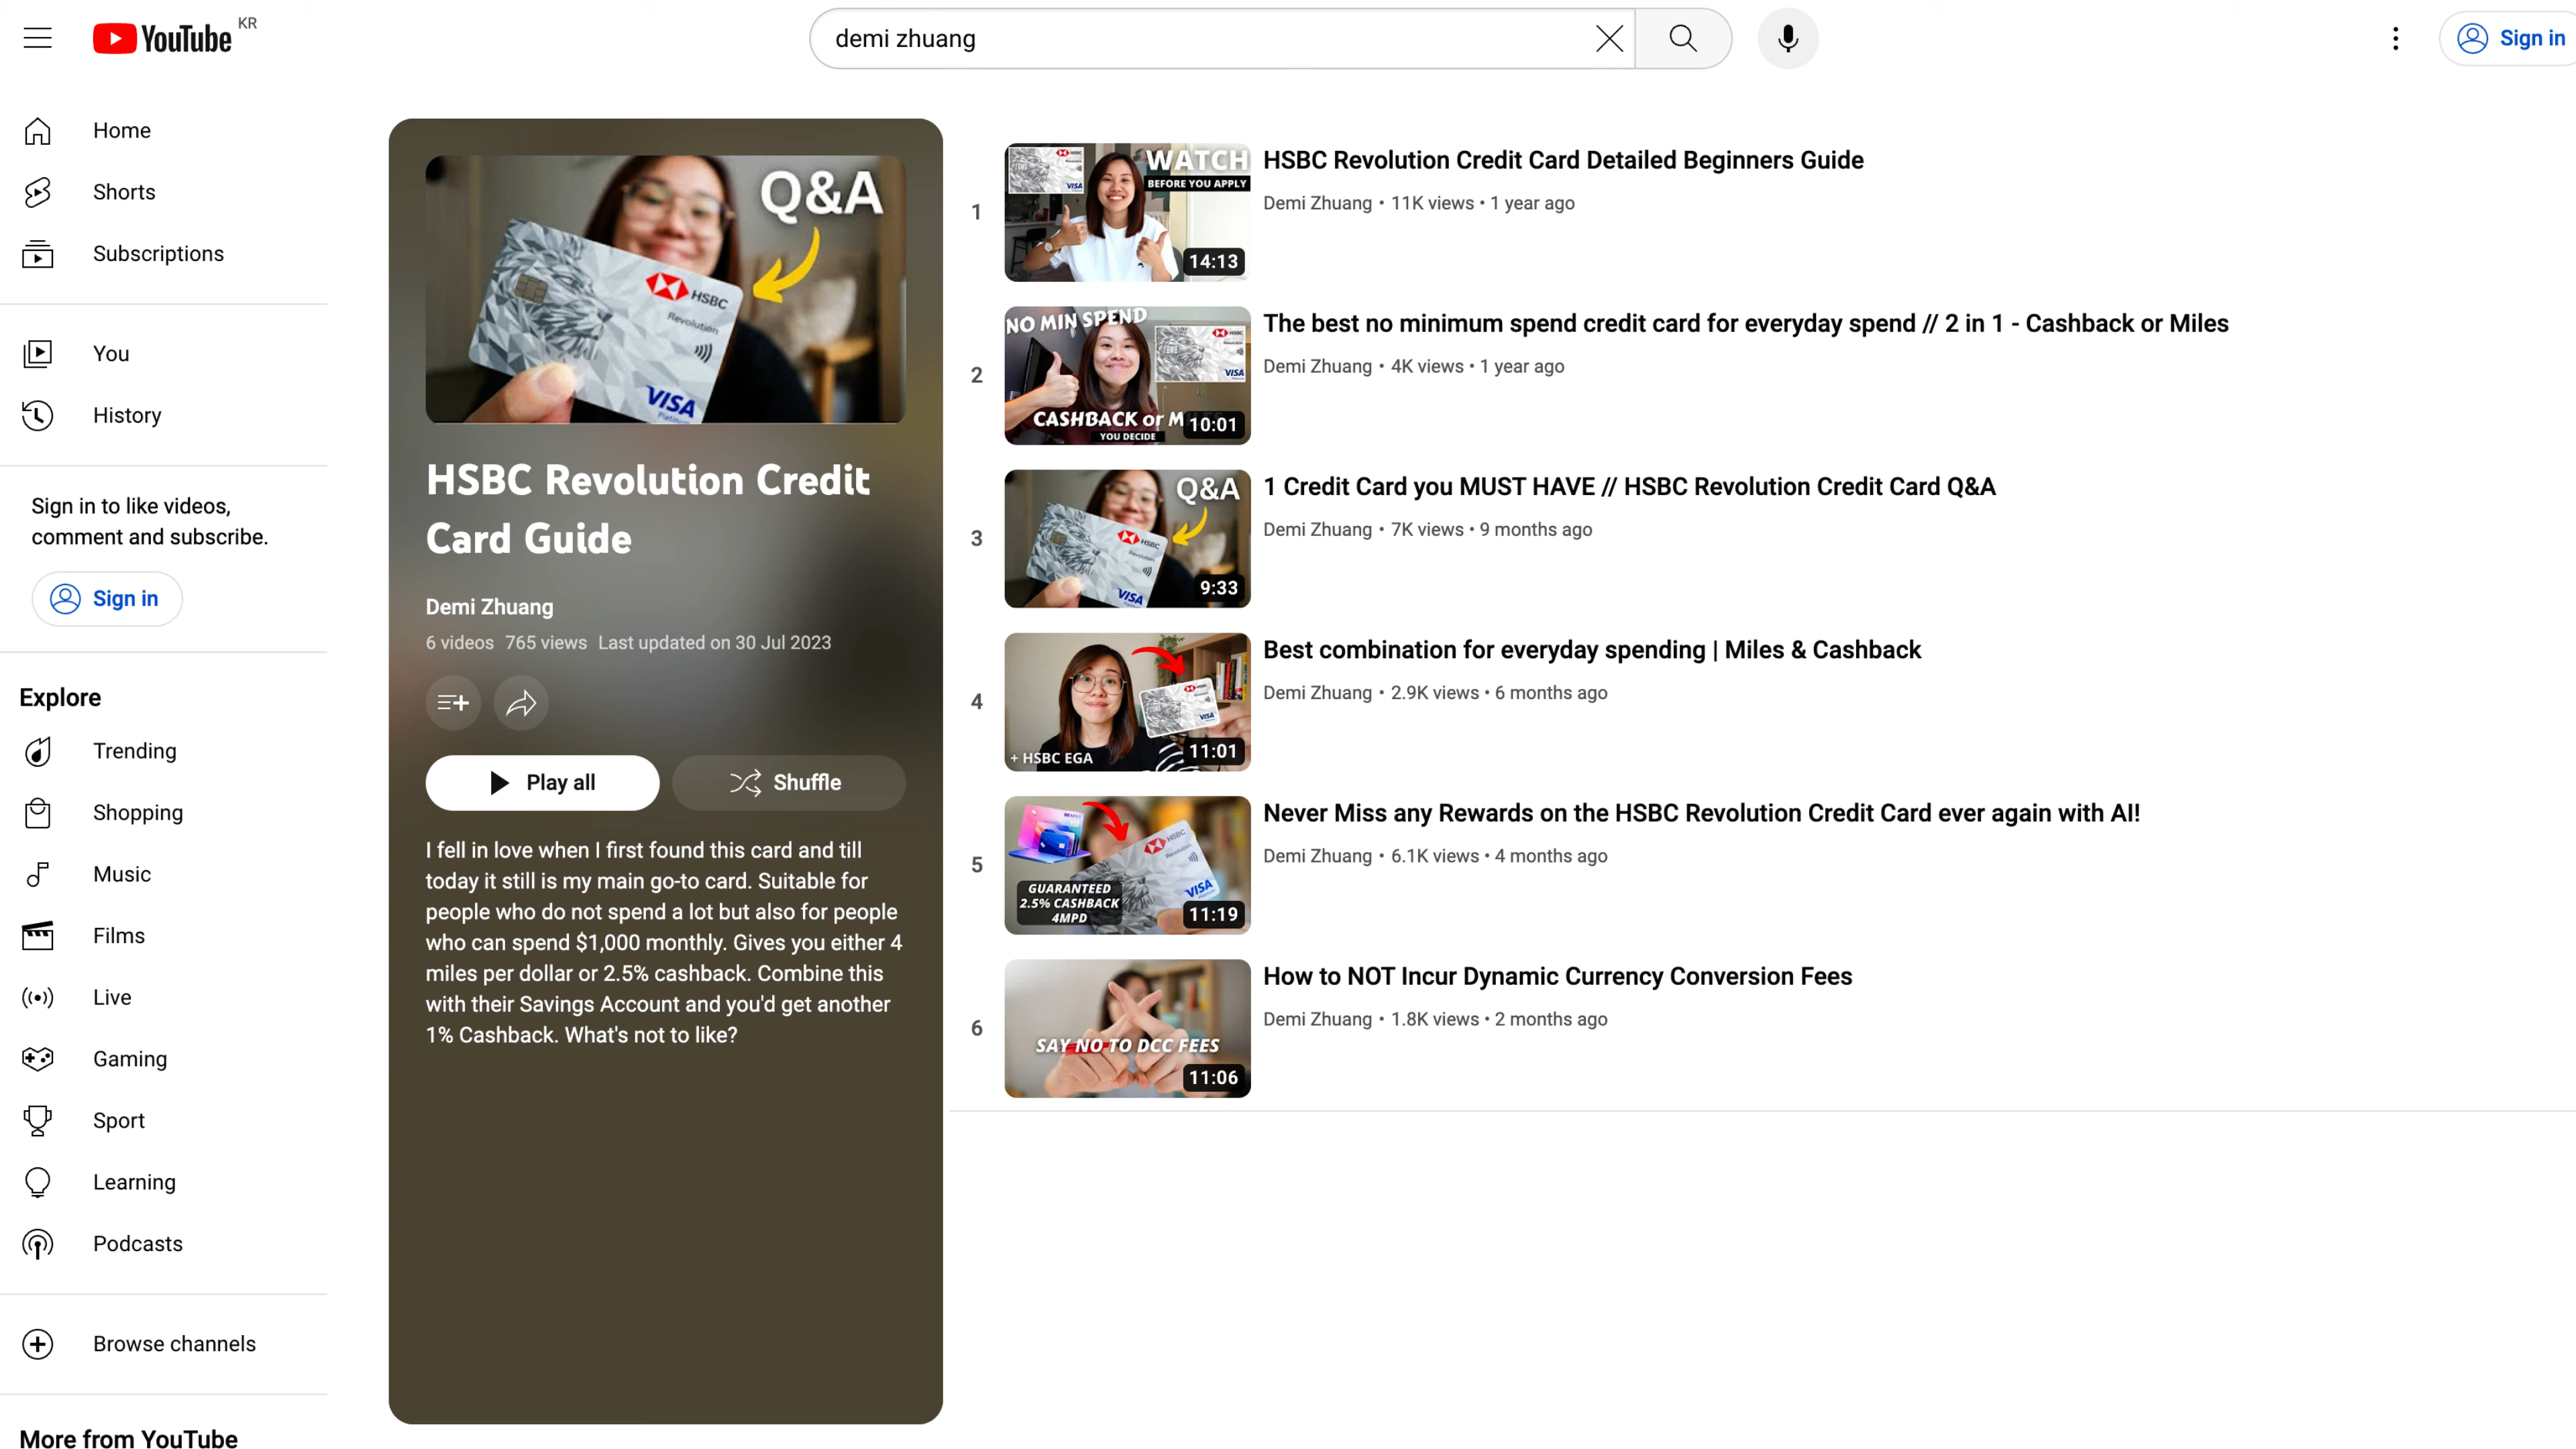 YouTube KR
demi zhuang
Sign in
Home
Shorts
Subscriptions
You
History
Sign in to like videos,
comment and subscribe.
Sign in
Explore
Trending
Shopping
Music
Films
Live
Gaming
Sport
Learning
Podcasts
Browse channels
More from YouTube
Q&A
HSBC
Revolution
VISA
Platinum
HSBC Revolution Credit
Card Guide
Demi Zhuang
6 videos 765 views Last updated on 30 Jul 2023
Play all
Shuffle
I fell in love when I first found this card and till
today it still is my main go-to card. Suitable for
people who do not spend a lot but also for people
who can spend $1,000 monthly. Gives you either 4
miles per dollar or 2.5% cashback. Combine this
with their Savings Account and you'd get another
1% Cashback. What's not to like?
1
HSBC
VISA
WATCH
BEFORE YOU APPLY
14:13
HSBC Revolution Credit Card Detailed Beginners Guide
Demi Zhuang • 11K views • 1 year ago
2
NO MIN SPEND
HSBC
VISA
CASHBACK or M
YOU DECIDE
10:01
The best no minimum spend credit card for everyday spend // 2 in 1 - Cashback or Miles
Demi Zhuang • 4K views • 1 year ago
3
Q&A
HSBC
Revolution
VISA
9:33
1 Credit Card you MUST HAVE // HSBC Revolution Credit Card Q&A
Demi Zhuang • 7K views • 9 months ago
4
HSBC
VISA
+ HSBC EGA
11:01
Best combination for everyday spending | Miles & Cashback
Demi Zhuang • 2.9K views • 6 months ago
5
HSBC
Revolution
VISA
GUARANTEED
2.5% CASHBACK
4MPD
11:19
Never Miss any Rewards on the HSBC Revolution Credit Card ever again with AI!
Demi Zhuang • 6.1K views • 4 months ago
6
SAY NO TO DCC FEES
11:06
How to NOT Incur Dynamic Currency Conversion Fees
Demi Zhuang • 1.8K views • 2 months ago